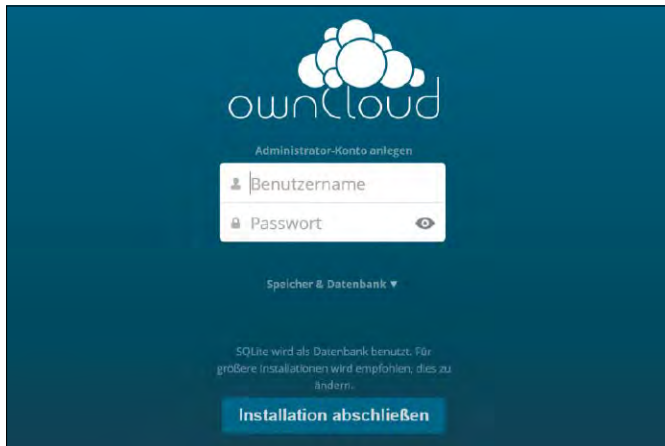 ownCloud
Administrator-Konto anlegen
Benutzername
Passwort
Speicher & Datenbank ▼
SQLite wird als Datenbank benutzt. Für
größere Installationen wird empfohlen, dies zu
ändern.
Installation abschließen